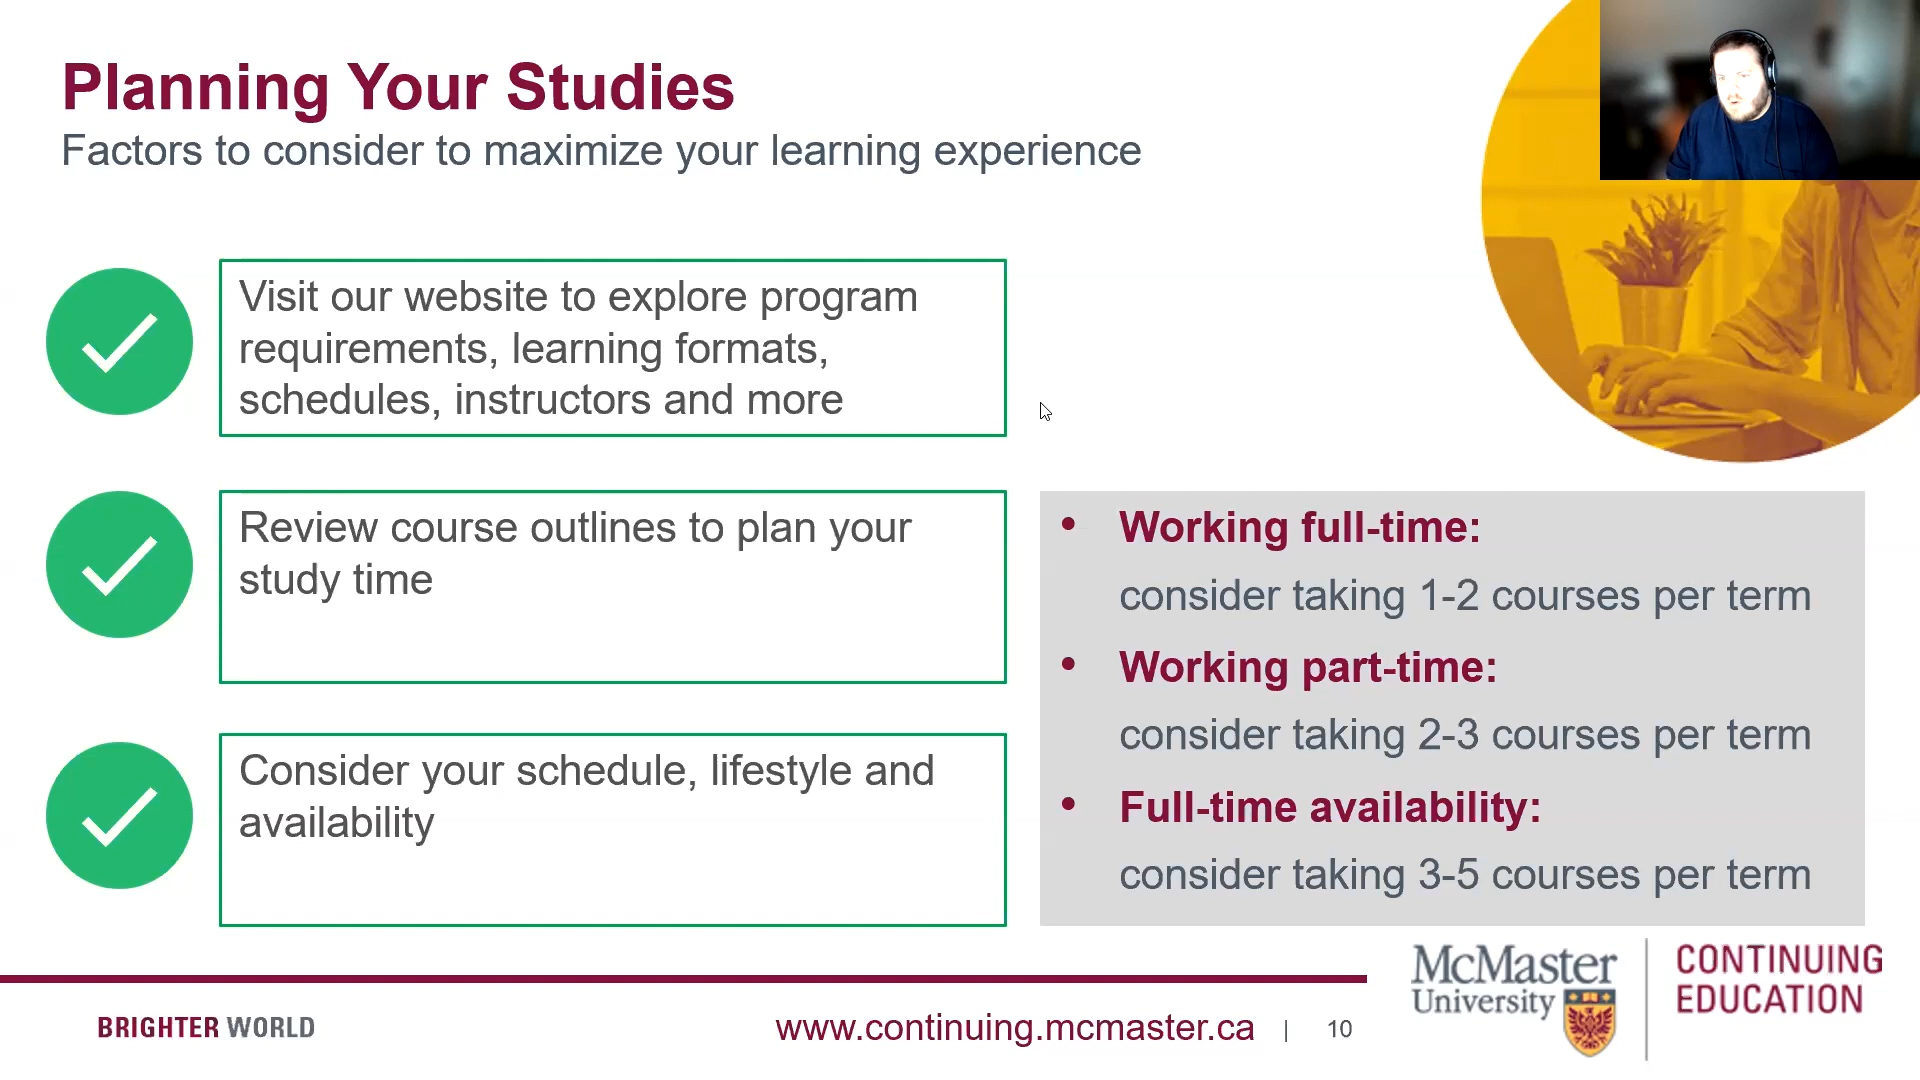 Planning Your Studies
Factors to consider to maximize your learning experience
Visit our website to explore program
requirements, learning formats,
schedules, instructors and more
Review course outlines to plan your
study time
Consider your schedule, lifestyle and
availability
• Working full-time:
consider taking 1-2 courses per term
• Working part-time:
consider taking 2-3 courses per term
• Full-time availability:
consider taking 3-5 courses per term
BRIGHTER WORLD
www.continuing.mcmaster.ca | 10
McMaster
University
CONTINUING
EDUCATION